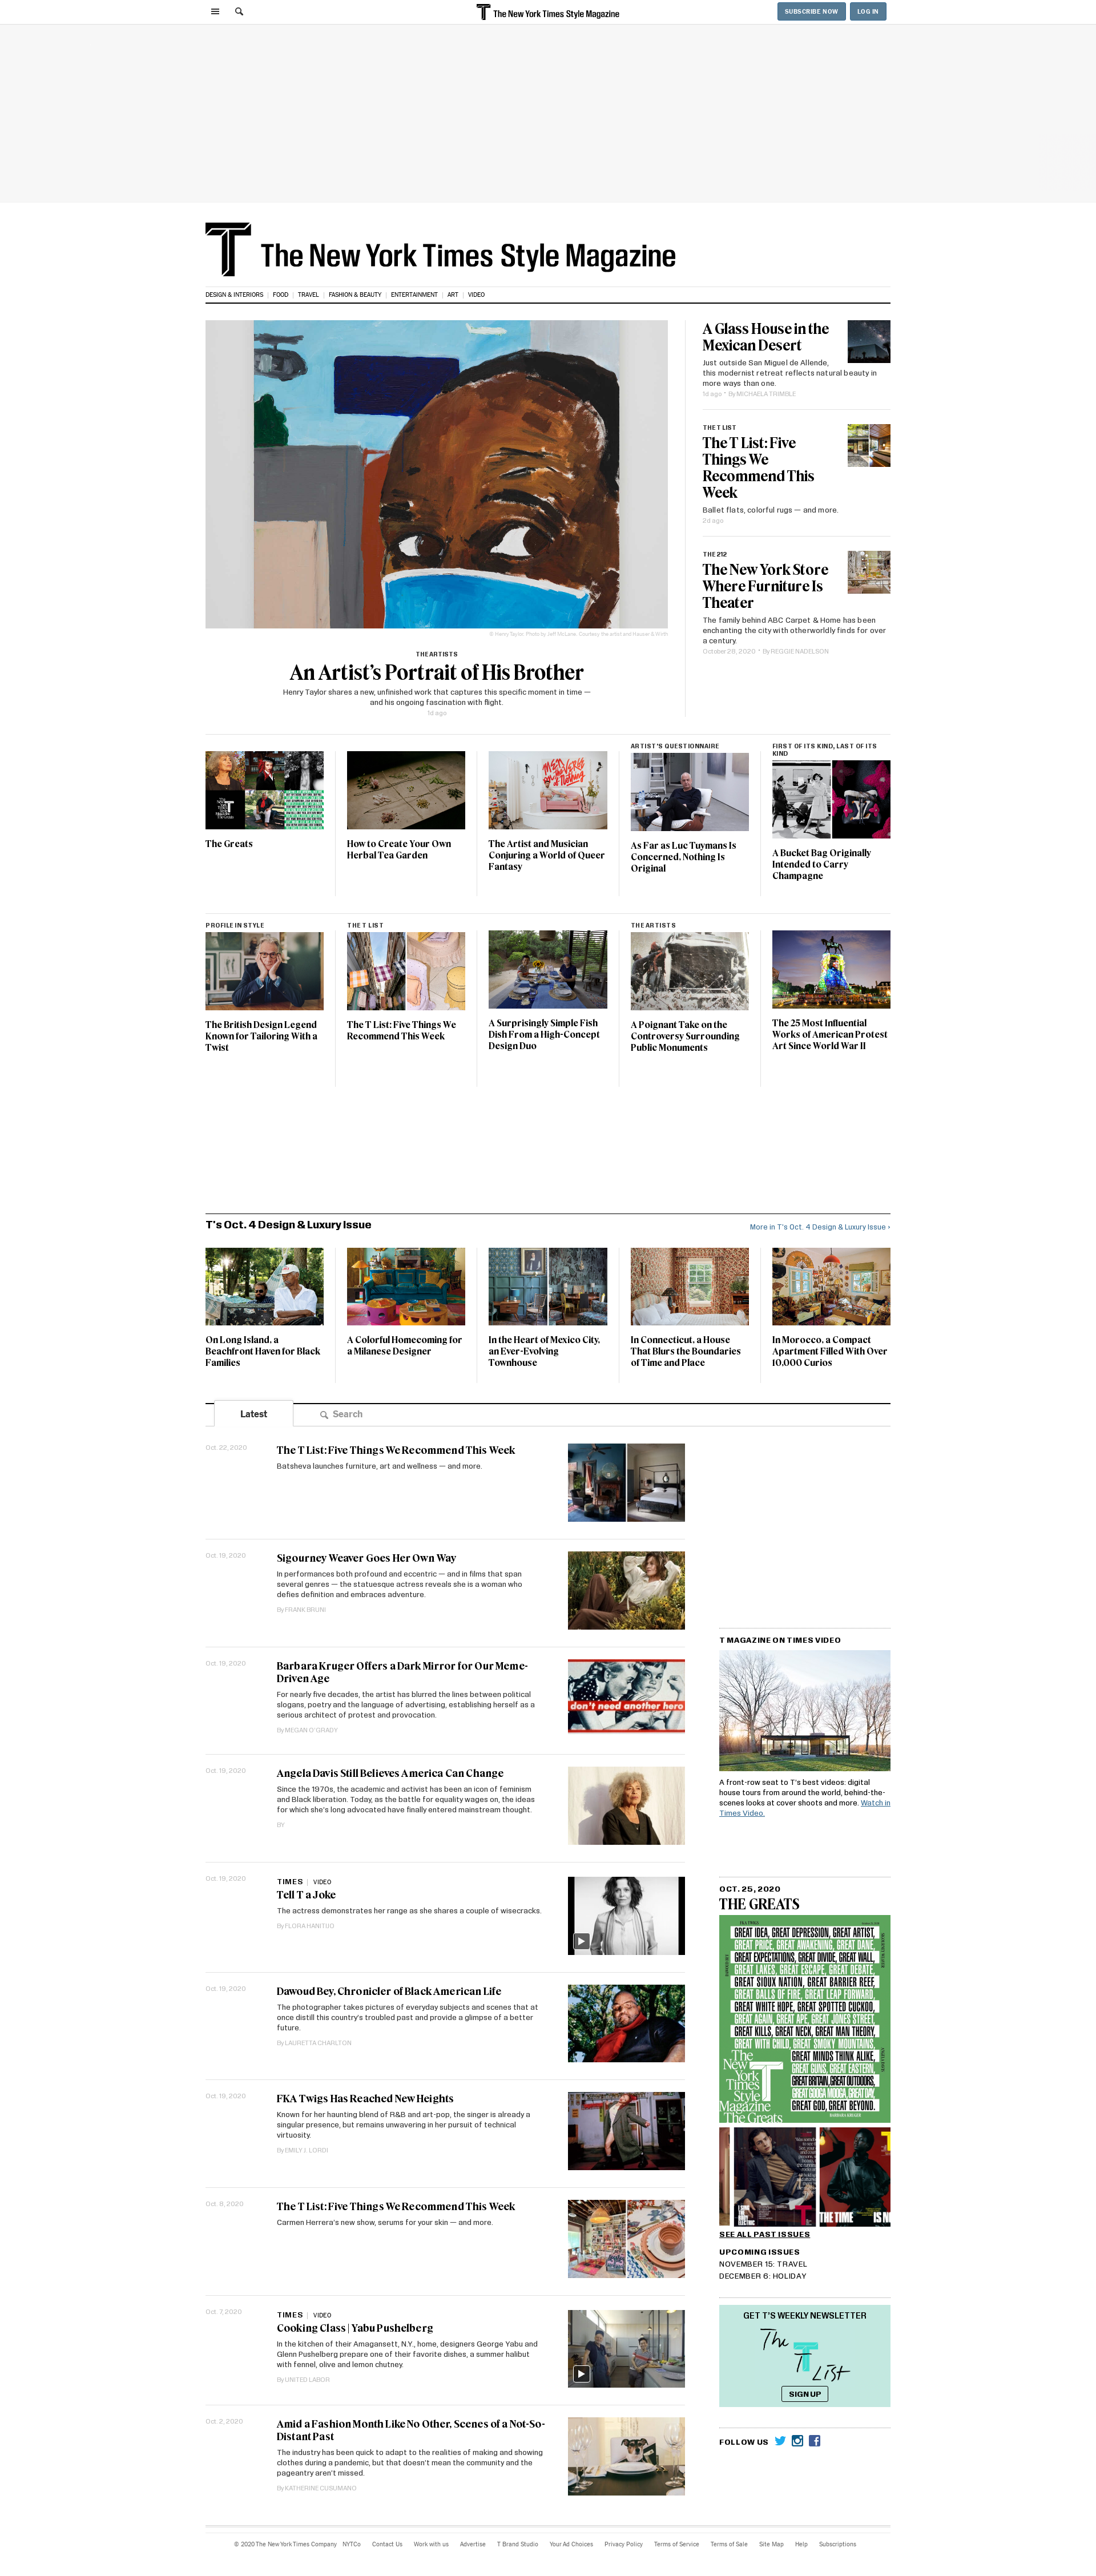 The New York Times Style Magazine
SUBSCRIBE NOW
LOG IN
The New York Times Style Magazine
DESIGN & INTERIORS | FOOD | TRAVEL | FASHION & BEAUTY | ENTERTAINMENT | ART | VIDEO
© Henry Taylor. Photo by Jeff McLane. Courtesy the artist and Hauser & Wirth
THE ARTISTS
An Artist’s Portrait of His Brother
Henry Taylor shares a new, unfinished work that captures this specific moment in time —
and his ongoing fascination with flight.
1d ago
A Glass House in the
Mexican Desert
Just outside San Miguel de Allende,
this modernist retreat reflects natural beauty in
more ways than one.
1d ago • By MICHAELA TRIMBLE
THE T LIST
The T List: Five
Things We
Recommend This
Week
Ballet flats, colorful rugs — and more.
2d ago
THE 212
The New York Store
Where Furniture Is
Theater
The family behind ABC Carpet & Home has been
enchanting the city with otherworldly finds for over
a century.
October 28, 2020 • By REGGIE NADELSON
The Greats
How to Create Your Own
Herbal Tea Garden
The Artist and Musician
Conjuring a World of Queer
Fantasy
ARTIST'S QUESTIONNAIRE
As Far as Luc Tuymans Is
Concerned, Nothing Is
Original
FIRST OF ITS KIND, LAST OF ITS
KIND
A Bucket Bag Originally
Intended to Carry
Champagne
PROFILE IN STYLE
The British Design Legend
Known for Tailoring With a
Twist
THE T LIST
The T List: Five Things We
Recommend This Week
A Surprisingly Simple Fish
Dish From a High-Concept
Design Duo
THE ARTISTS
A Poignant Take on the
Controversy Surrounding
Public Monuments
The 25 Most Influential
Works of American Protest
Art Since World War II
T's Oct. 4 Design & Luxury Issue
More in T's Oct. 4 Design & Luxury Issue ›
On Long Island, a
Beachfront Haven for Black
Families
A Colorful Homecoming for
a Milanese Designer
In the Heart of Mexico City,
an Ever-Evolving
Townhouse
In Connecticut, a House
That Blurs the Boundaries
of Time and Place
In Morocco, a Compact
Apartment Filled With Over
10,000 Curios
Latest
Search
Oct. 22, 2020
The T List: Five Things We Recommend This Week
Batsheva launches furniture, art and wellness — and more.
Oct. 19, 2020
Sigourney Weaver Goes Her Own Way
In performances both profound and eccentric — and in films that span
several genres — the statuesque actress reveals she is a woman who
defies definition and embraces adventure.
By FRANK BRUNI
Oct. 19, 2020
Barbara Kruger Offers a Dark Mirror for Our Meme-
Driven Age
For nearly five decades, the artist has blurred the lines between political
slogans, poetry and the language of advertising, establishing herself as a
serious architect of protest and provocation.
By MEGAN O'GRADY
don't need another hero
Oct. 19, 2020
Angela Davis Still Believes America Can Change
Since the 1970s, the academic and activist has been an icon of feminism
and Black liberation. Today, as the battle for equality wages on, the ideas
for which she's long advocated have finally entered mainstream thought.
BY
Oct. 19, 2020
TIMES | VIDEO
Tell T a Joke
The actress demonstrates her range as she shares a couple of wisecracks.
By FLORA HANITIJO
Oct. 19, 2020
Dawoud Bey, Chronicler of Black American Life
The photographer takes pictures of everyday subjects and scenes that at
once distill this country's troubled past and provide a glimpse of a better
future.
By LAURETTA CHARLTON
Oct. 19, 2020
FKA Twigs Has Reached New Heights
Known for her haunting blend of R&B and art-pop, the singer is already a
singular presence, but remains unwavering in her pursuit of technical
virtuosity.
By EMILY J. LORDI
Oct. 8, 2020
The T List: Five Things We Recommend This Week
Carmen Herrera's new show, serums for your skin — and more.
Oct. 7, 2020
TIMES | VIDEO
Cooking Class | Yabu Pushelberg
In the kitchen of their Amagansett, N.Y., home, designers George Yabu and
Glenn Pushelberg prepare one of their favorite dishes, a summer halibut
with fennel, olive and lemon chutney.
By UNITED LABOR
Oct. 2, 2020
Amid a Fashion Month Like No Other, Scenes of a Not-So-
Distant Past
The industry has been quick to adapt to the realities of making and showing
clothes during a pandemic, but that doesn't mean the community and the
pageantry aren't missed.
By KATHERINE CUSUMANO
T MAGAZINE ON TIMES VIDEO
A front-row seat to T's best videos: digital
house tours from around the world, behind-the-
scenes looks at cover shoots and more. Watch in
Times Video.
OCT. 25, 2020
THE GREATS
GREAT IDEA, GREAT DEPRESSION, GREAT ARTIST,
GREAT PRICE, GREAT AWAKENING, GREAT DANE,
GREAT EXPECTATIONS, GREAT DIVIDE, GREAT WALL,
GREAT LAKES, GREAT ESCAPE, GREAT DEBATE,
GREAT SIOUX NATION, GREAT BARRIER REEF,
GREAT BALLS OF FIRE, GREAT LEAP FORWARD,
GREAT WHITE HOPE, GREAT SPOTTED CUCKOO,
GREAT AGAIN, GREAT APE, GREAT JONES STREET,
GREAT KILLS, GREAT NECK, GREAT MAN THEORY,
GREAT WITH CHILD, GREAT SMOKY MOUNTAINS,
GREAT MINDS THINK ALIKE,
GREAT GUNS, GREAT EASTERN,
GREAT BRITAIN, GREAT OUTDOORS,
GREAT GOOGA MOOGA, GREAT DAY,
GREAT GOD, GREAT BEYOND.
The
New
York
Times
Style
Magazine
The Greats
BARBARA KRUGER
THE TIME IS N
SEE ALL PAST ISSUES
UPCOMING ISSUES
NOVEMBER 15: TRAVEL
DECEMBER 6: HOLIDAY
GET T'S WEEKLY NEWSLETTER
The
T
List
SIGN UP
FOLLOW US
© 2020 The New York Times Company NYTCo Contact Us Work with us Advertise T Brand Studio Your Ad Choices Privacy Policy Terms of Service Terms of Sale Site Map Help Subscriptions